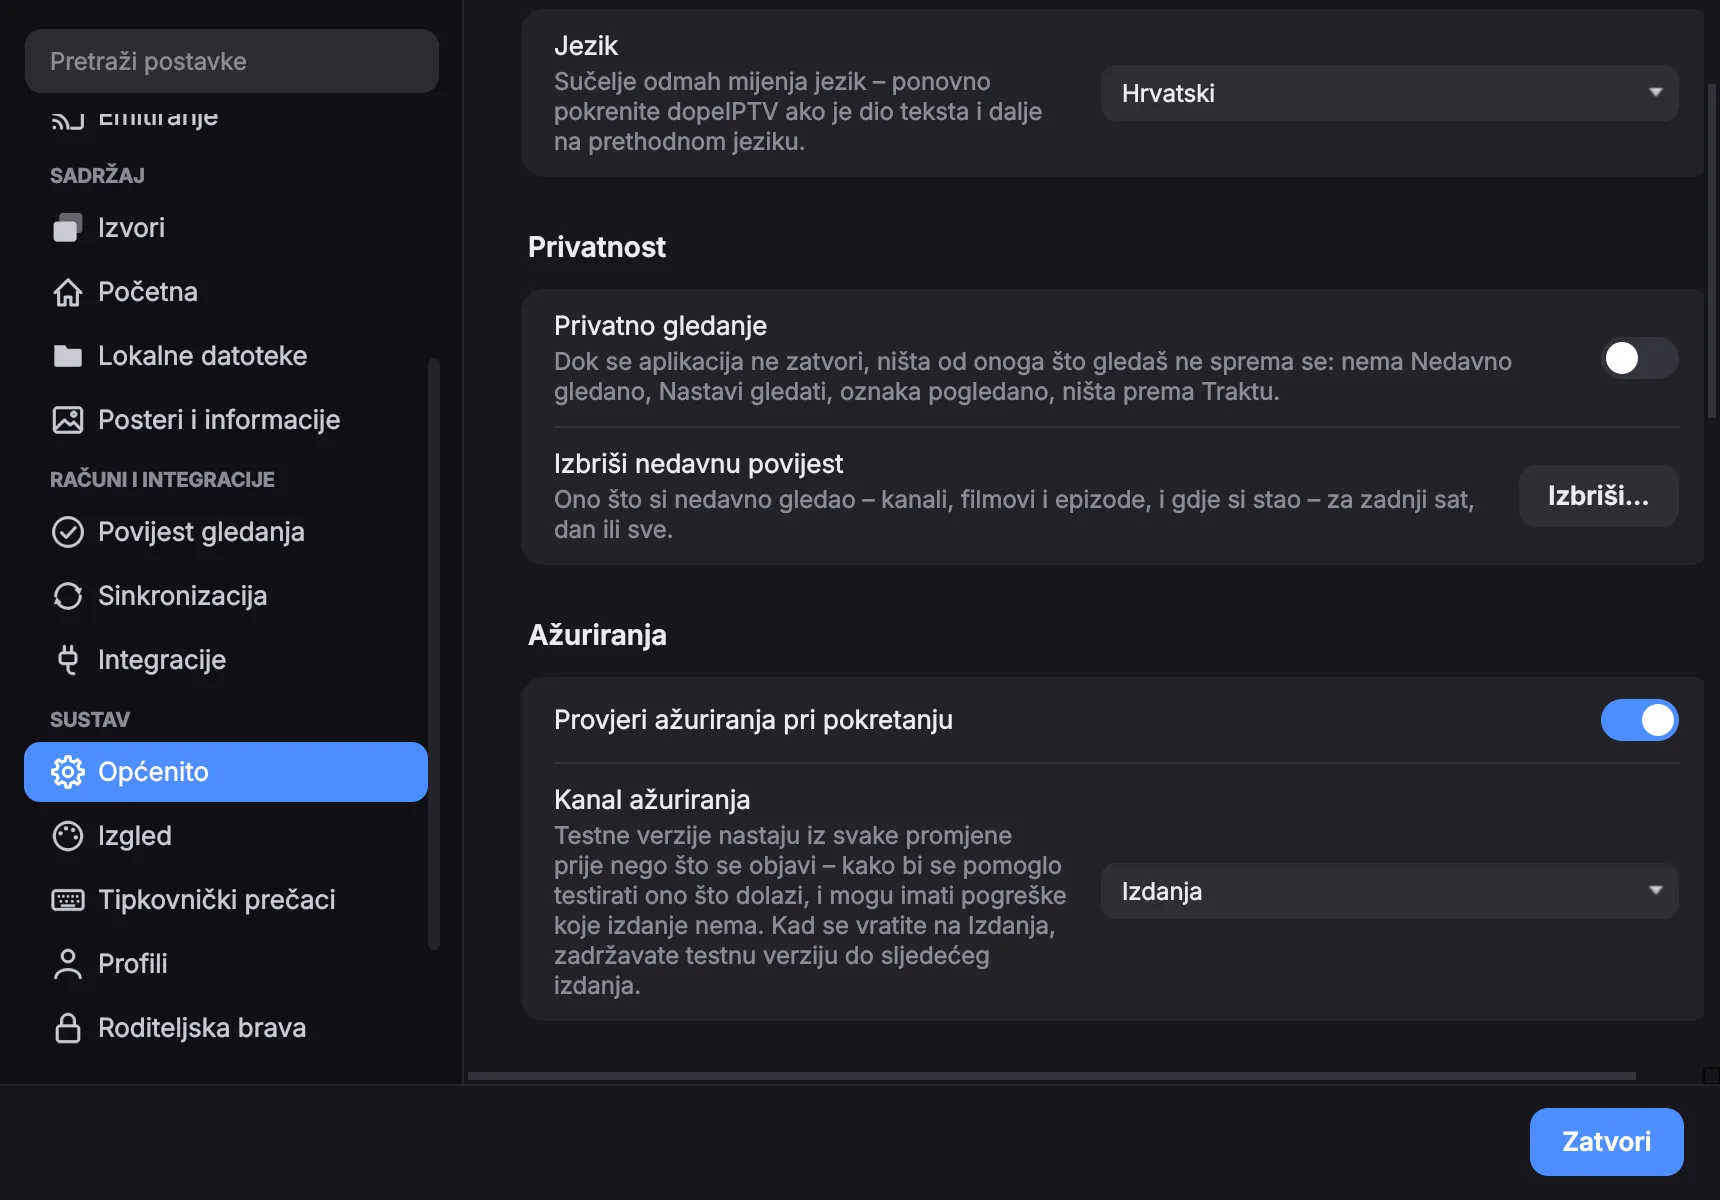 Pretraži postavke
Emitiranje
SADRŽAJ
Izvori
Početna
Lokalne datoteke
Posteri i informacije
RAČUNI I INTEGRACIJE
Povijest gledanja
Sinkronizacija
Integracije
SUSTAV
Općenito
Izgled
Tipkovnički prečaci
Profili
Roditeljska brava
Jezik
Sučelje odmah mijenja jezik – ponovno
pokrenite dopeIPTV ako je dio teksta i dalje
na prethodnom jeziku.
Hrvatski
Privatnost
Privatno gledanje
Dok se aplikacija ne zatvori, ništa od onoga što gledaš ne sprema se: nema Nedavno
gledano, Nastavi gledati, oznaka pogledano, ništa prema Traktu.
Izbriši nedavnu povijest
Ono što si nedavno gledao – kanali, filmovi i epizode, i gdje si stao – za zadnji sat,
dan ili sve.
Izbriši...
Ažuriranja
Provjeri ažuriranja pri pokretanju
Kanal ažuriranja
Testne verzije nastaju iz svake promjene
prije nego što se objavi – kako bi se pomoglo
testirati ono što dolazi, i mogu imati pogreške
koje izdanje nema. Kad se vratite na Izdanja,
zadržavate testnu verziju do sljedećeg
izdanja.
Izdanja
Zatvori